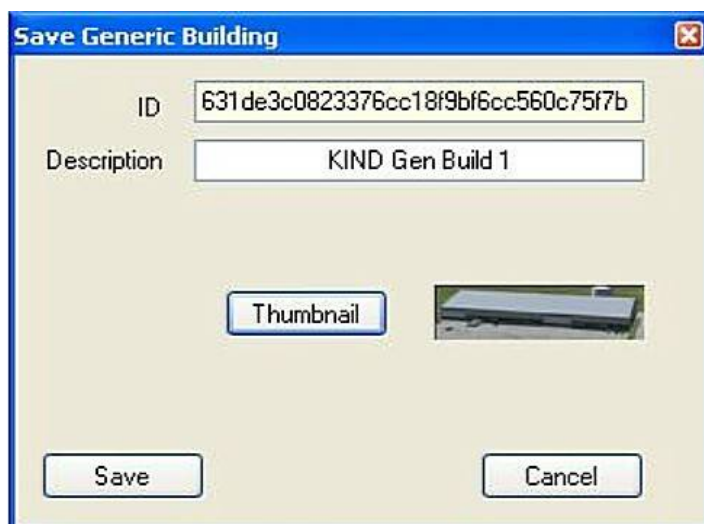 Save Generic Building
ID 631de3c0823376cc18f9bf6cc560c75f7b
Description KIND Gen Build 1
Thumbnail
Save Cancel